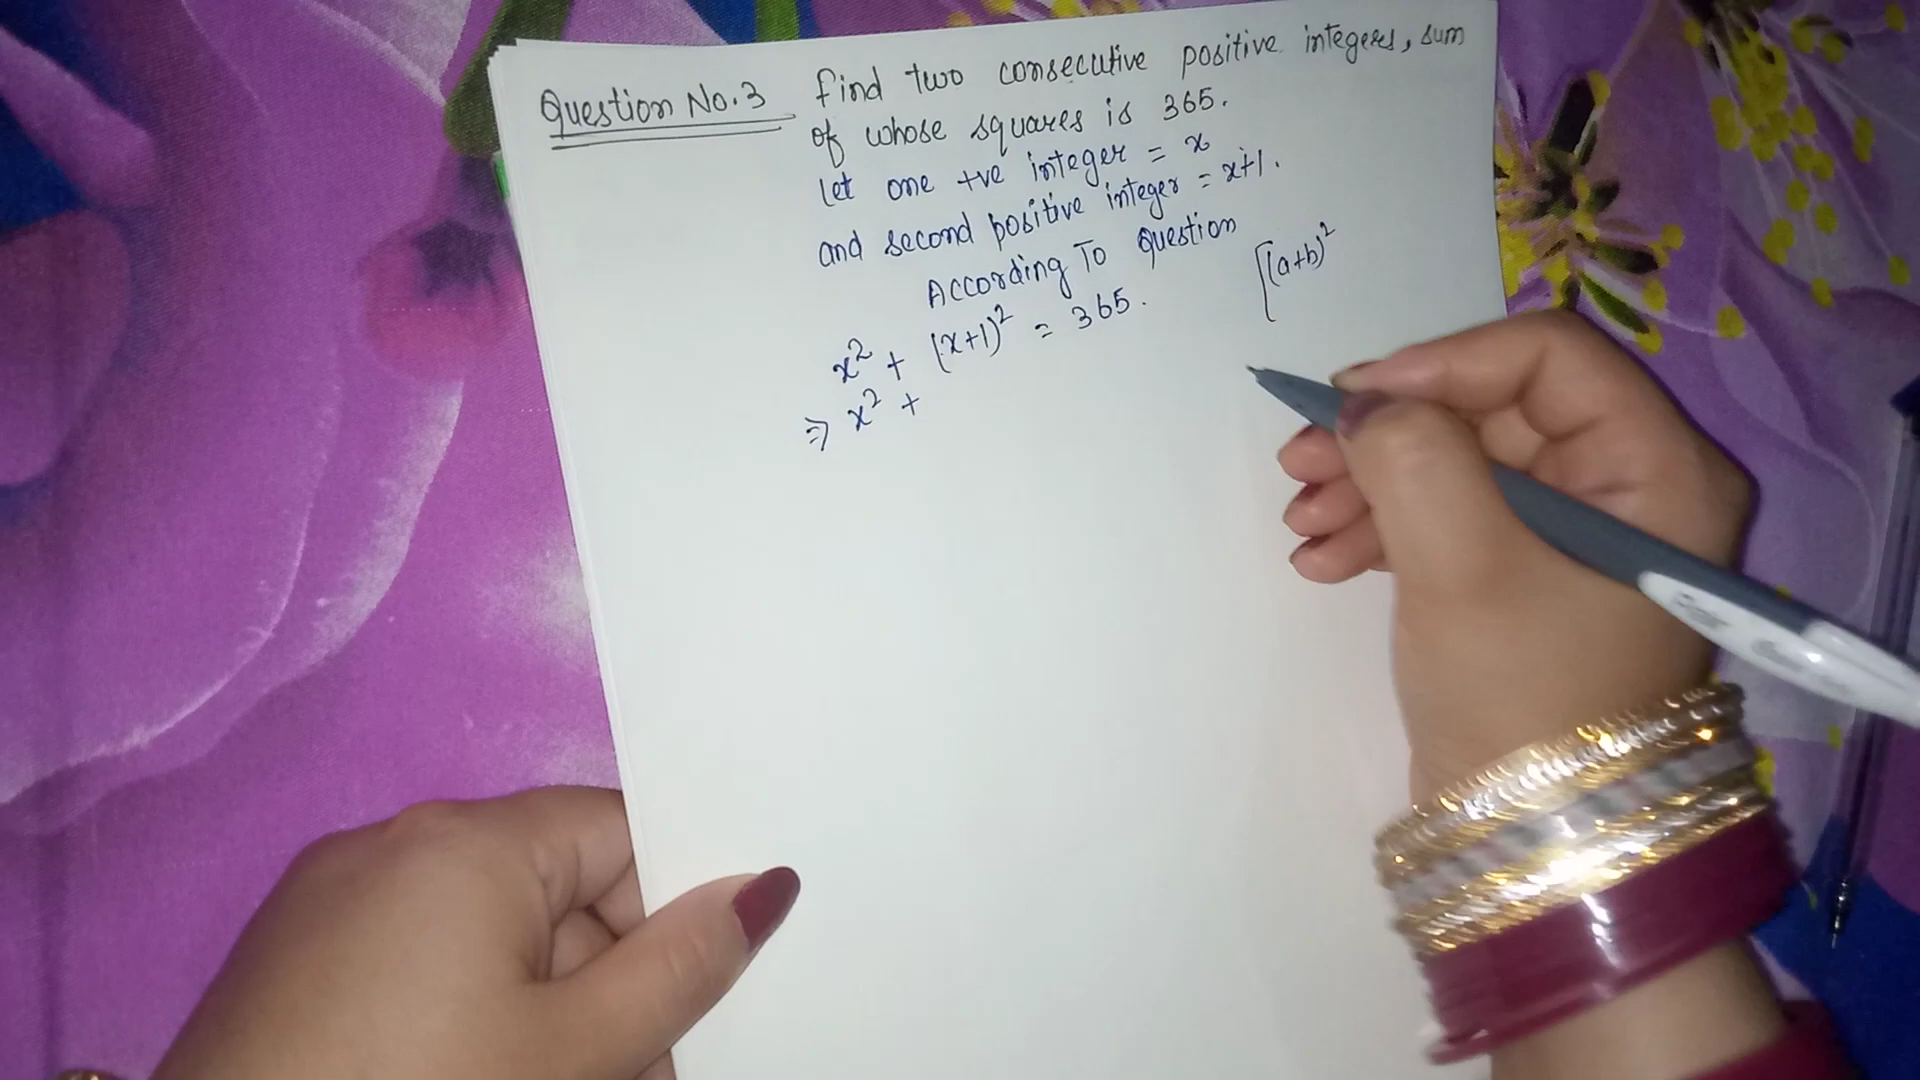 Question No.3 find two consecutive positive integers, sum
of whose squares is 365.
let one +ve integer = x
and second positive integer = x+1.
According To question
x² + (x+1)² = 365.
[(a+b)²
⇒ x² +